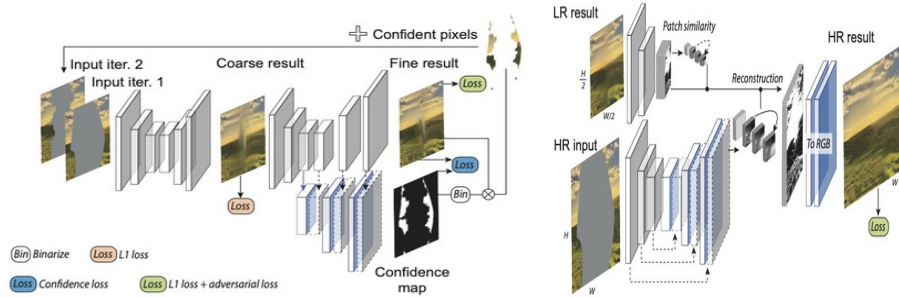 Confident pixels
Input iter. 2
Input iter. 1
Coarse result
Fine result
Loss
Loss
Loss
Bin
Bin Binarize
Loss L1 loss
Loss Confidence loss
Loss L1 loss + adversarial loss
Confidence
map
LR result
Patch similarity
HR result
H/2
W/2
Reconstruction
HR input
To RGB
H
W
W
Loss